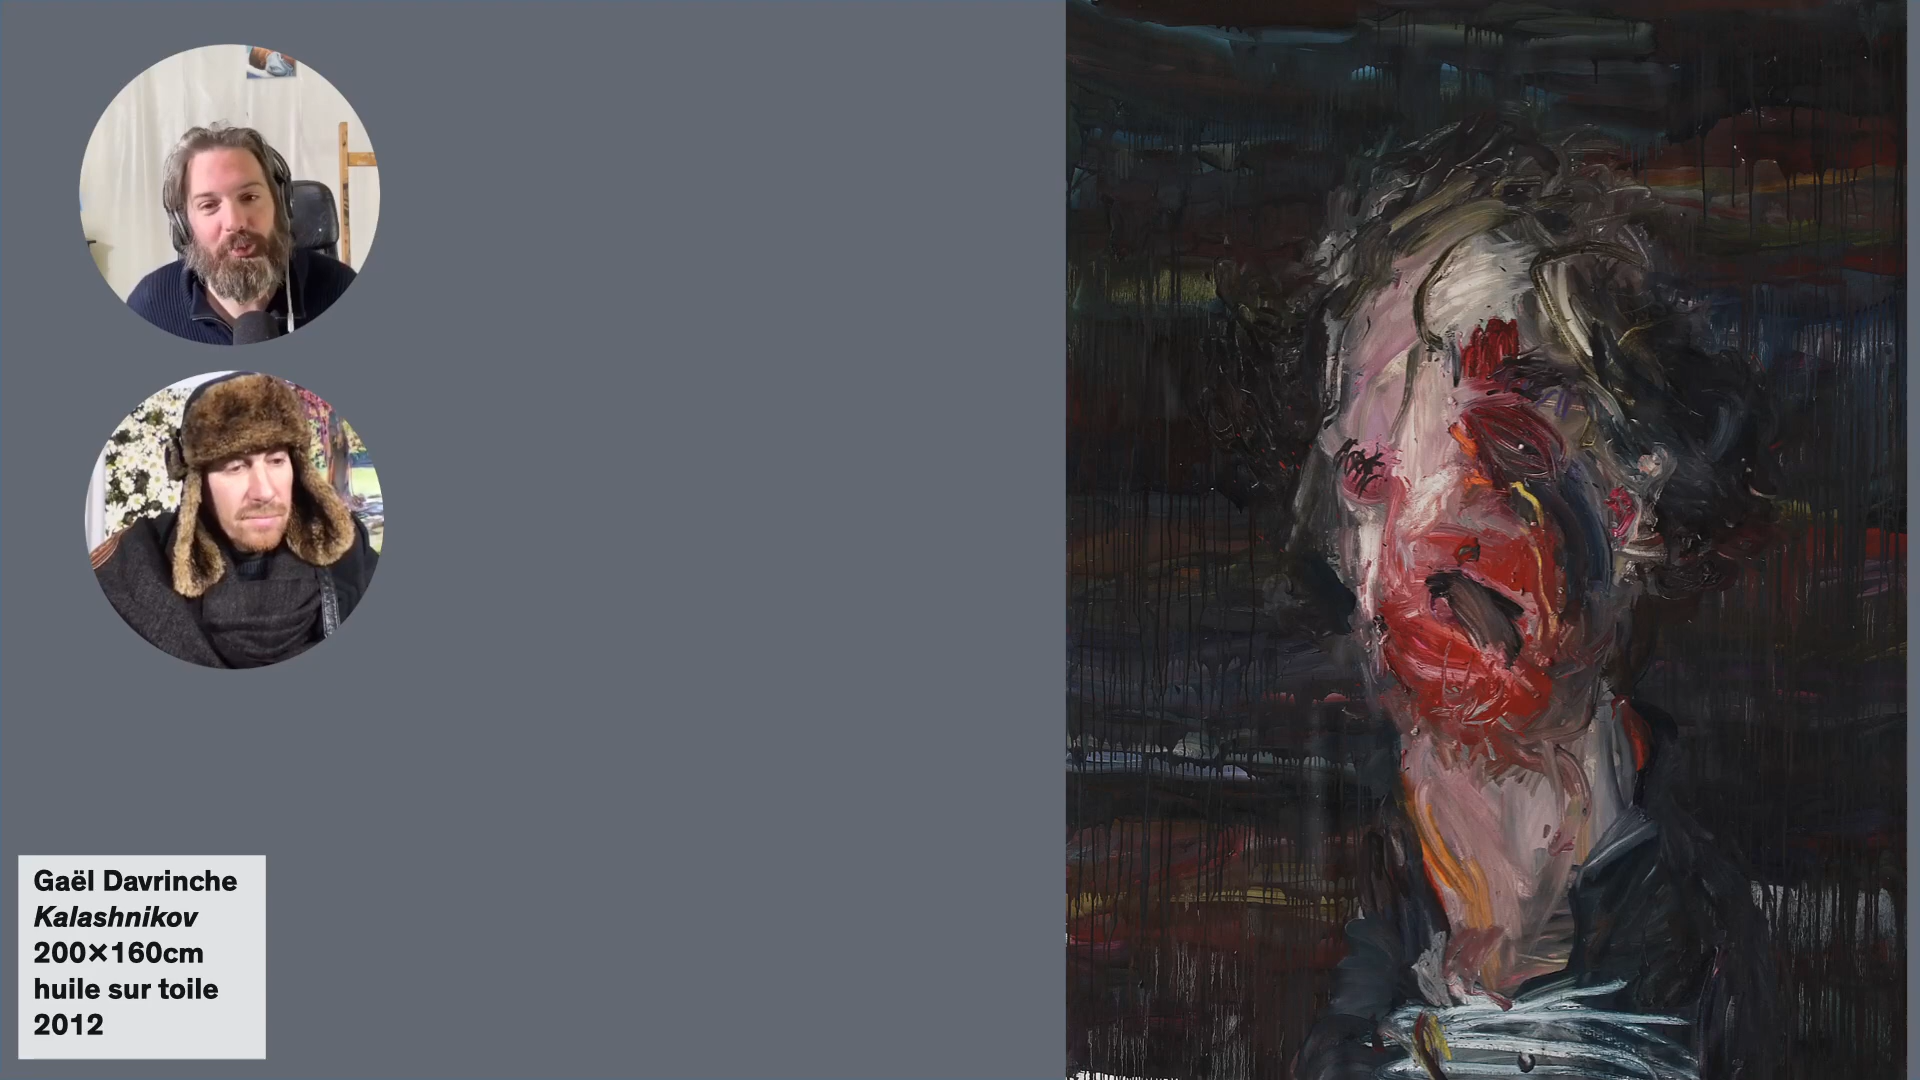 Gaël Davrinche
Kalashnikov
200×160cm
huile sur toile
2012